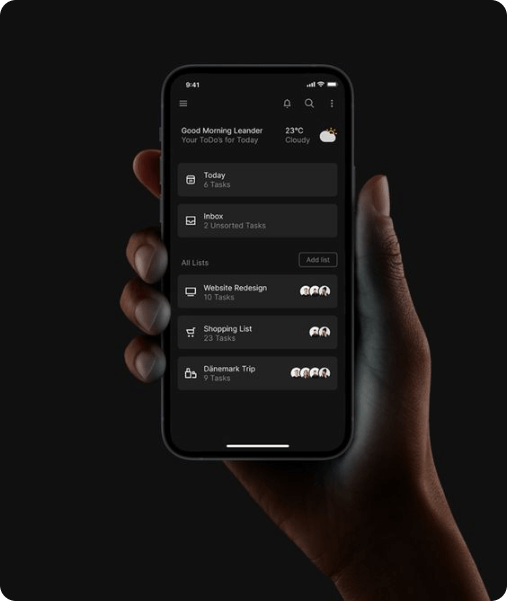 9:41
Good Morning Leander
Your ToDo's for Today
23°C
Cloudy
Today
6 Tasks
Inbox
2 Unsorted Tasks
All Lists
Add list
Website Redesign
10 Tasks
Shopping List
23 Tasks
Dänemark Trip
9 Tasks